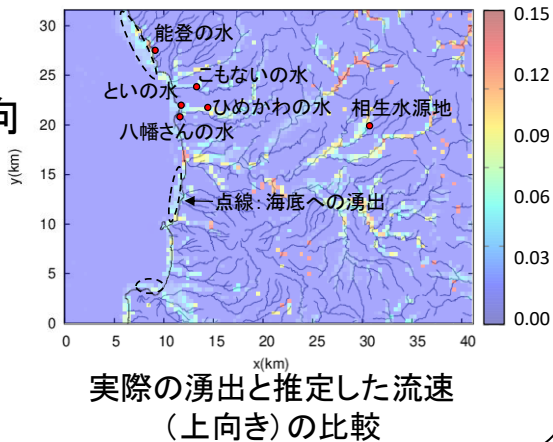 能登の水
こもないの水
といの水
ひめかわの水
相生水源地
八幡さんの水
点線:海底への湧出
向
y(km)
30
25
20
15
10
5
0
0 5 10 15 20 25 30 35 40
x(km)
0.15
0.12
0.09
0.06
0.03
0.00
実際の湧出と推定した流速
(上向き)の比較